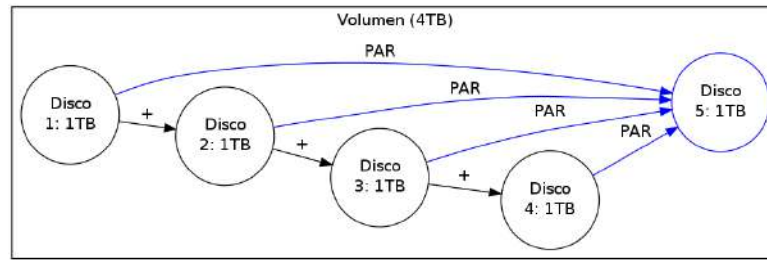 Volumen (4TB)
PAR
Disco
1: 1TB
+
PAR
Disco
2: 1TB
+
PAR
Disco
3: 1TB
+
PAR
Disco
4: 1TB
Disco
5: 1TB